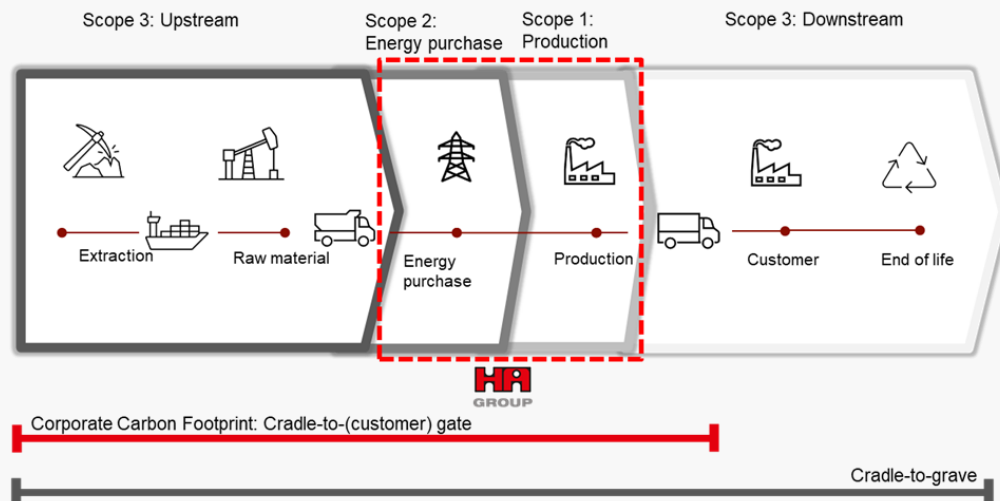 Scope 3: Upstream
Scope 2:
Energy purchase
Scope 1:
Production
Scope 3: Downstream
Extraction
Raw material
Energy
purchase
Production
Customer
End of life
HA
GROUP
Corporate Carbon Footprint: Cradle-to-(customer) gate
Cradle-to-grave